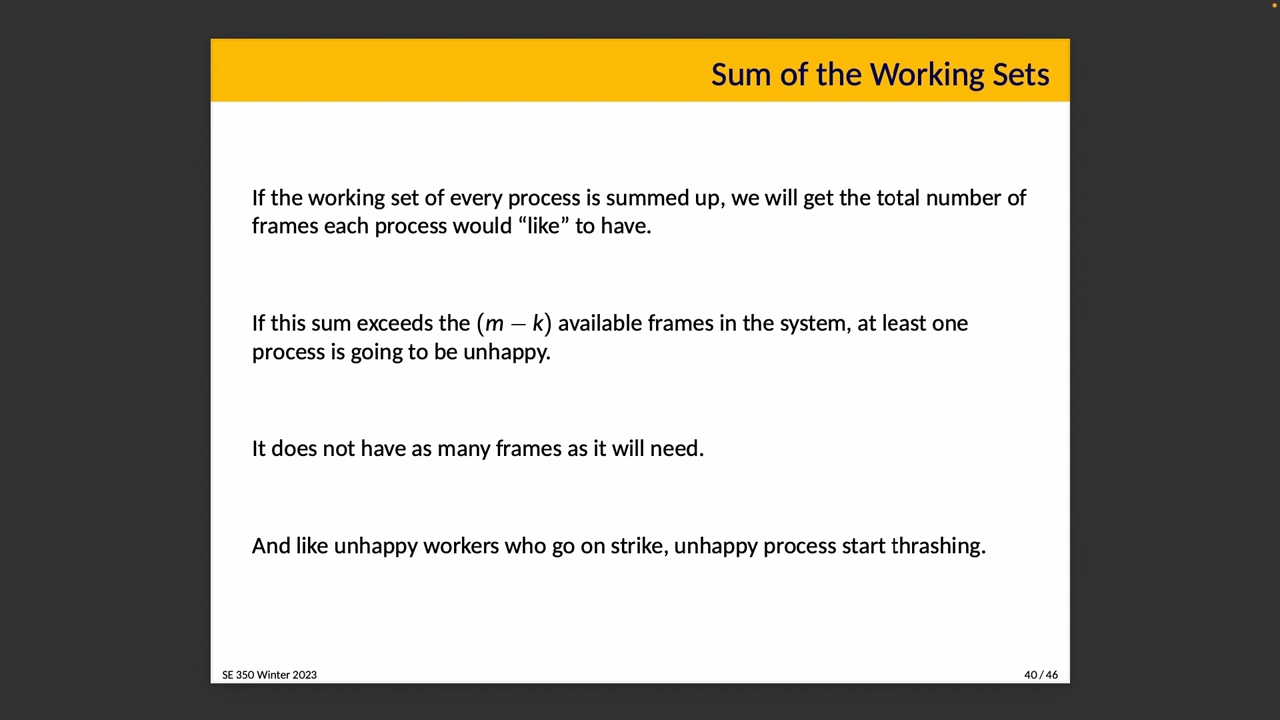 Sum of the Working Sets
If the working set of every process is summed up, we will get the total number of
frames each process would “like” to have.
If this sum exceeds the (m − k) available frames in the system, at least one
process is going to be unhappy.
It does not have as many frames as it will need.
And like unhappy workers who go on strike, unhappy process start thrashing.
SE 350 Winter 2023
40 / 46